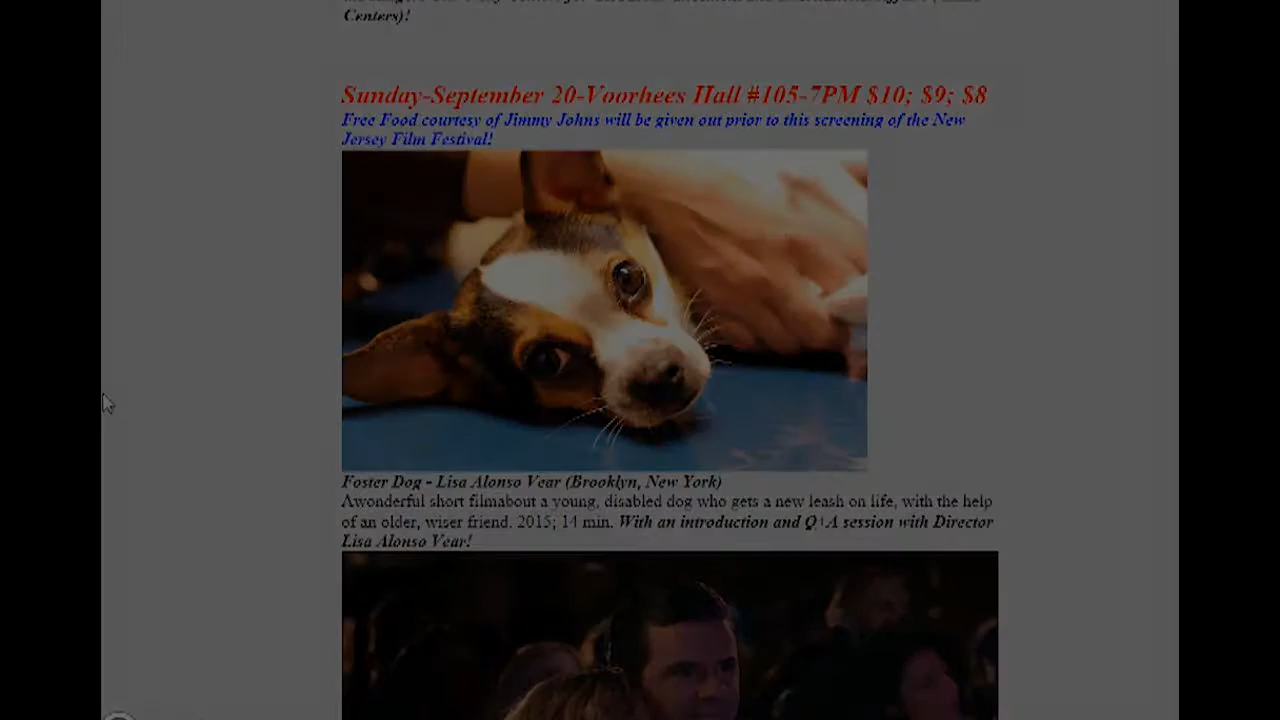 Centers)!
Sunday-September 20-Voorhees Hall #105-7PM $10; $9; $8
Free Food courtesy of Jimmy Johns will be given out prior to this screening of the New
Jersey Film Festival!
Foster Dog - Lisa Alonso Vear (Brooklyn, New York)
Awonderful short filmabout a young, disabled dog who gets a new leash on life, with the help
of an older, wiser friend. 2015; 14 min. With an introduction and Q+A session with Director
Lisa Alonso Vear!